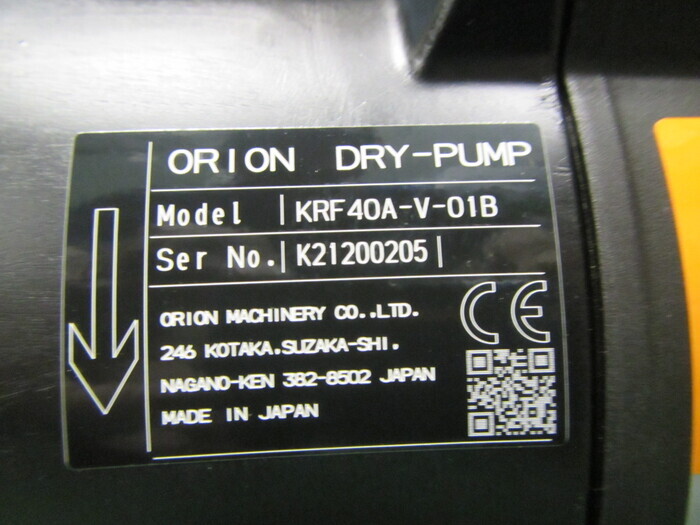 ORION DRY-PUMP
Model KRF40A-V-01B
Ser No. K21200205
ORION MACHINERY CO.,LTD.
246 KOTAKA.SUZAKA-SHI.
NAGANO-KEN 382-8502 JAPAN
MADE IN JAPAN
CE